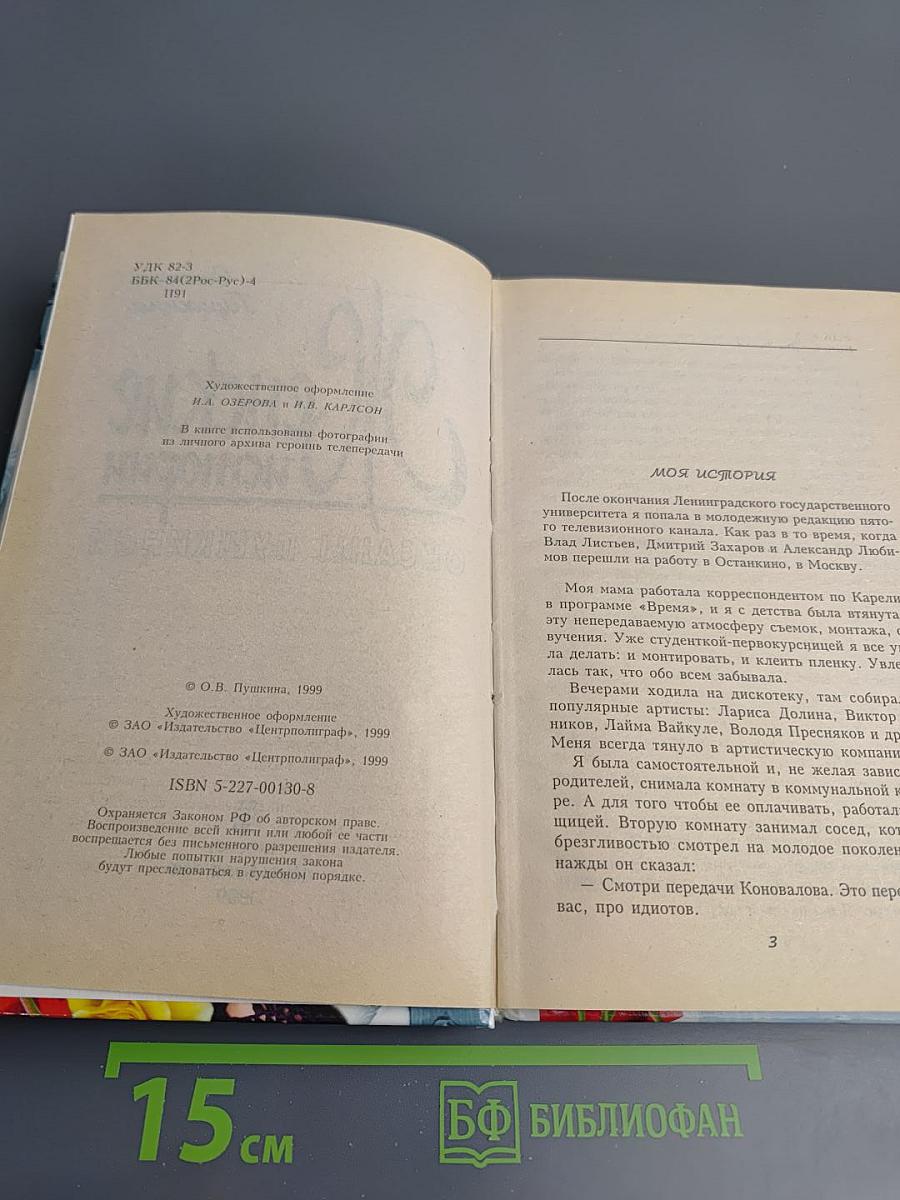 УДК 82-3
ББК 84(2Рос-Рус)-4
П91
Художественное оформление
И.А. ОЗЕРОВА и И.В. КАРЛСОН
В книге использованы фотографии
из личного архива героинь телепередачи
© О.В. Пушкина, 1999
Художественное оформление
© ЗАО «Издательство «Центрполиграф», 1999
© ЗАО «Издательство «Центрполиграф», 1999
ISBN 5-227-00130-8
Охраняется Законом РФ об авторском праве.
Воспроизведение всей книги или любой ее части
воспрещается без письменного разрешения издателя.
Любые попытки нарушения закона
будут преследоваться в судебном порядке.
МОЯ ИСТОРИЯ
После окончания Ленинградского государственного
университета я попала в молодежную редакцию пято-
го телевизионного канала. Как раз в то время, когда
Влад Листьев, Дмитрий Захаров и Александр Люби-
мов перешли на работу в Останкино, в Москву.
Моя мама работала корреспондентом по Карели
в программе «Время», и я с детства была втянута
эту непередаваемую атмосферу съемок, монтажа, о
вучения. Уже студенткой-первокурсницей я все у
ла делать: и монтировать, и клеить пленку. Увле
лась так, что обо всем забывала.
Вечерами ходила на дискотеку, там собира
популярные артисты: Лариса Долина, Виктор
ников, Лайма Вайкуле, Володя Пресняков и др
Меня всегда тянуло в артистическую компани
Я была самостоятельной и, не желая завис
родителей, снимала комнату в коммунальной к
ре. А для того чтобы ее оплачивать, работал
щицей. Вторую комнату занимал сосед, кот
брезгливостью смотрел на молодое поколен
нажды он сказал:
— Смотри передачи Коновалова. Это пере
вас, про идиотов.
3
15 см
БФ БИБЛИОФАН